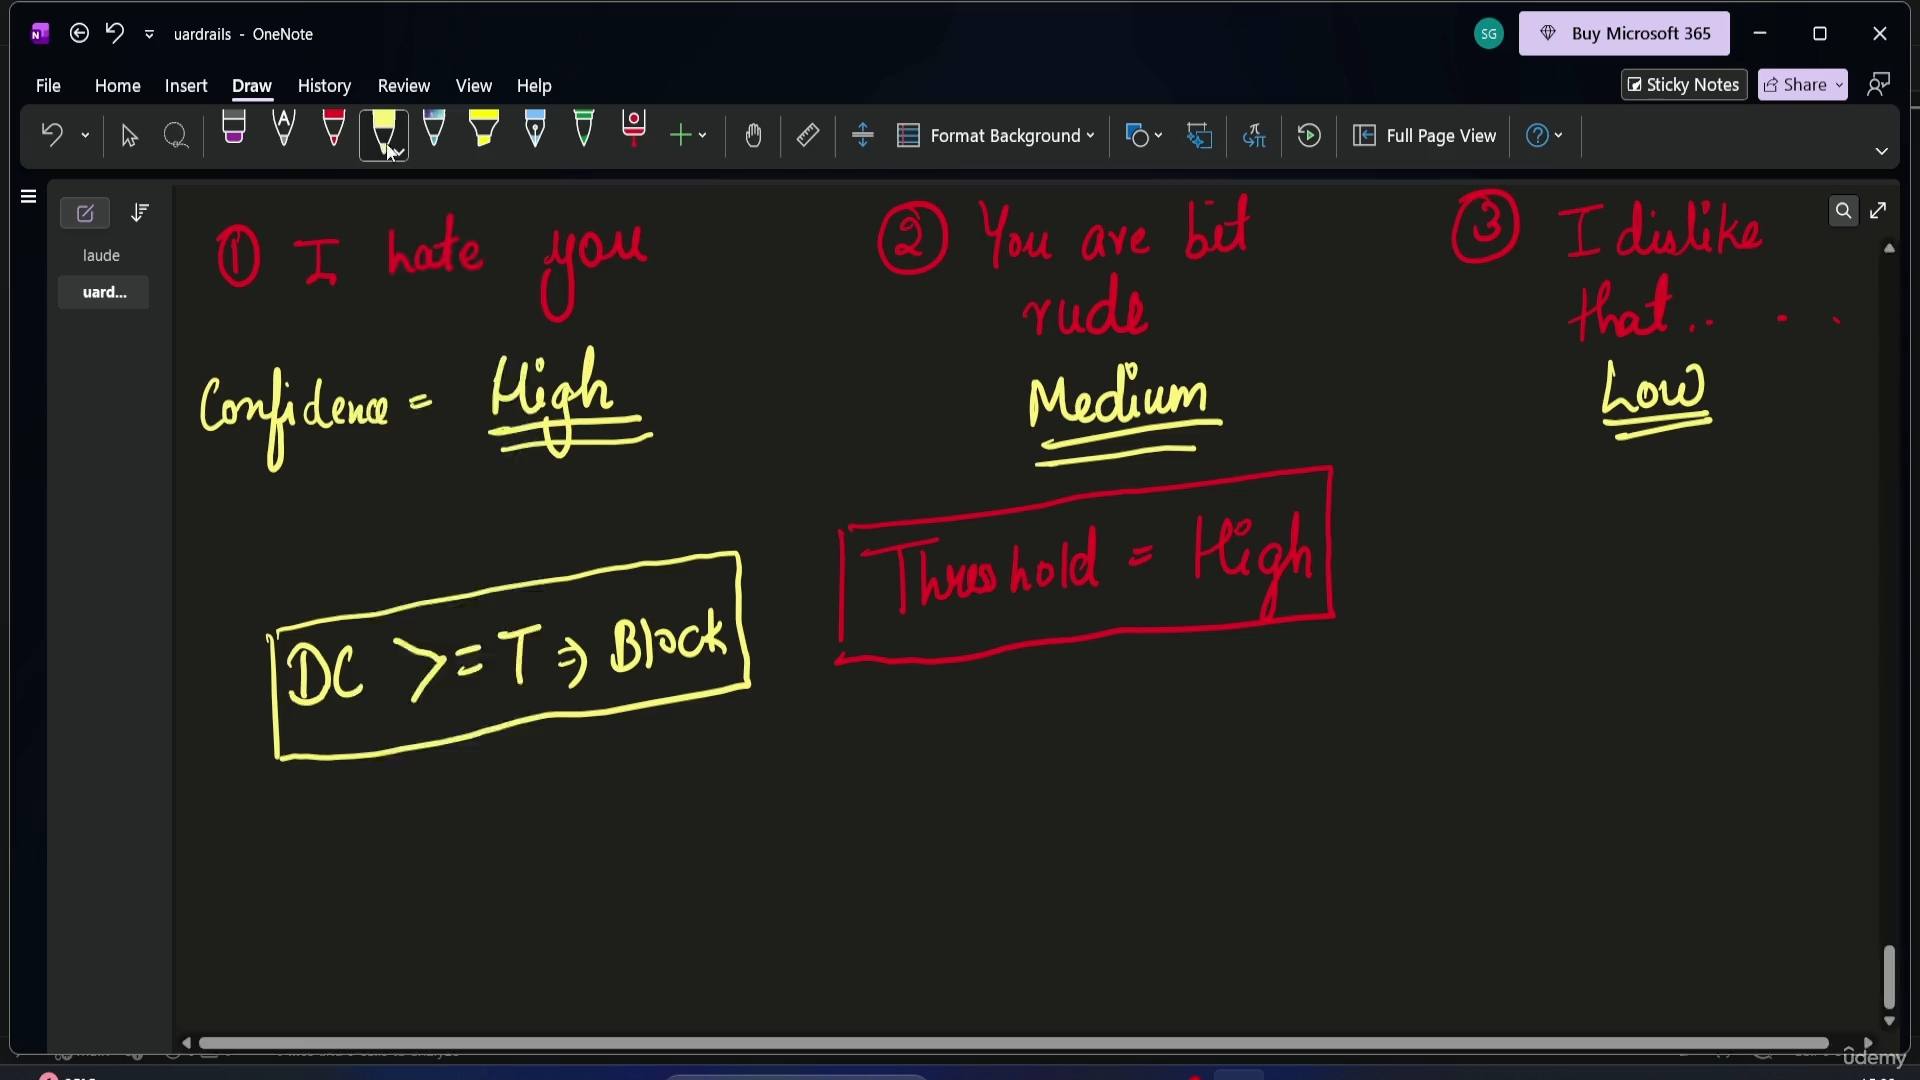 uardrails - OneNote
SG
Buy Microsoft 365
File Home Insert Draw History Review View Help
Sticky Notes
Share
Format Background
Full Page View
laude
uard...
① I hate you
② You are bit
rude
③ I dislike
that.. . .
Confidence = High
Medium
Low
Threshold = High
DC >= T ⇒ Block
udemy